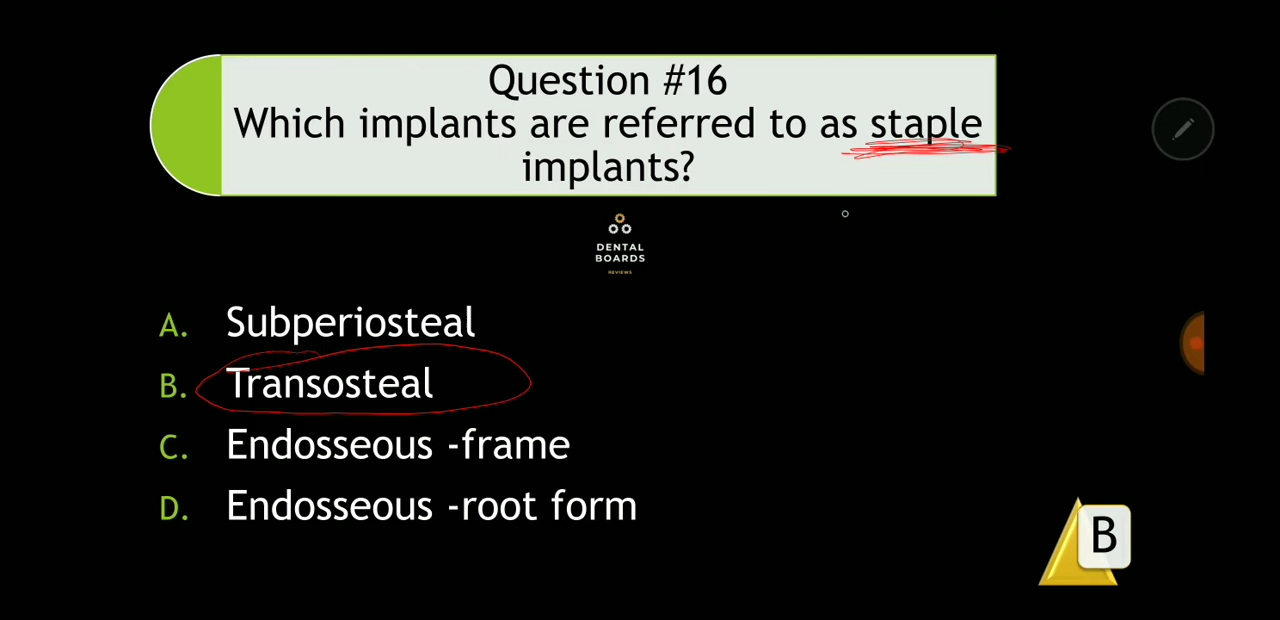 Question #16
Which implants are referred to as staple
implants?
DENTAL
BOARDS
REVIEWS
A. Subperiosteal
B. Transosteal
C. Endosseous -frame
D. Endosseous -root form
B